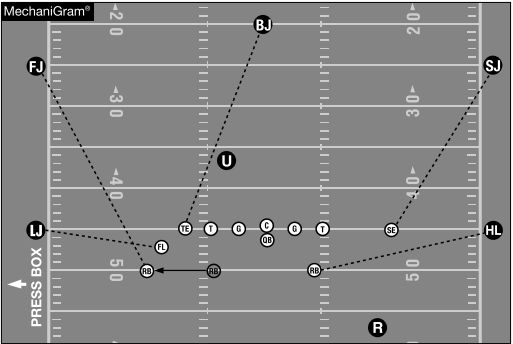 MechaniGram®
20
BJ
20
FJ
SJ
30
30
U
40
40
LJ
TE
T
G
C
G
T
SE
HL
FL
QB
PRESS BOX
50
RB
RB
RB
50
R